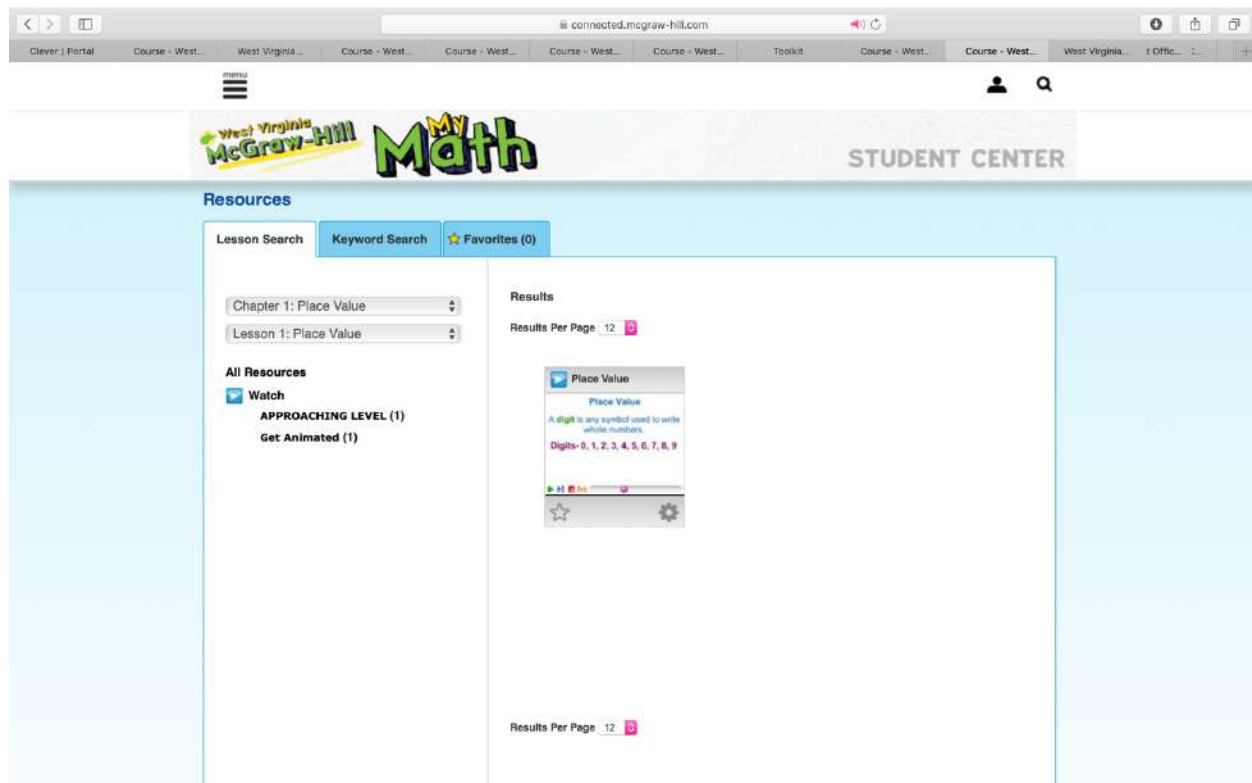 connected.mcgraw-hill.com
Clever | Portal
Course - West...
West Virginia...
Course - West...
Course - West...
Course - West...
Course - West...
Toolkit
Course - West...
Course - West...
West Virginia...
t Offic...
menu
West Virginia
McGraw-Hill
My
Math
STUDENT CENTER
Resources
Lesson Search
Keyword Search
Favorites (0)
Chapter 1: Place Value
Lesson 1: Place Value
All Resources
Watch
APPROACHING LEVEL (1)
Get Animated (1)
Results
Results Per Page 12
Place Value
Place Value
A digit is any symbol used to write
whole numbers.
Digits- 0, 1, 2, 3, 4, 5, 6, 7, 8, 9
Results Per Page 12